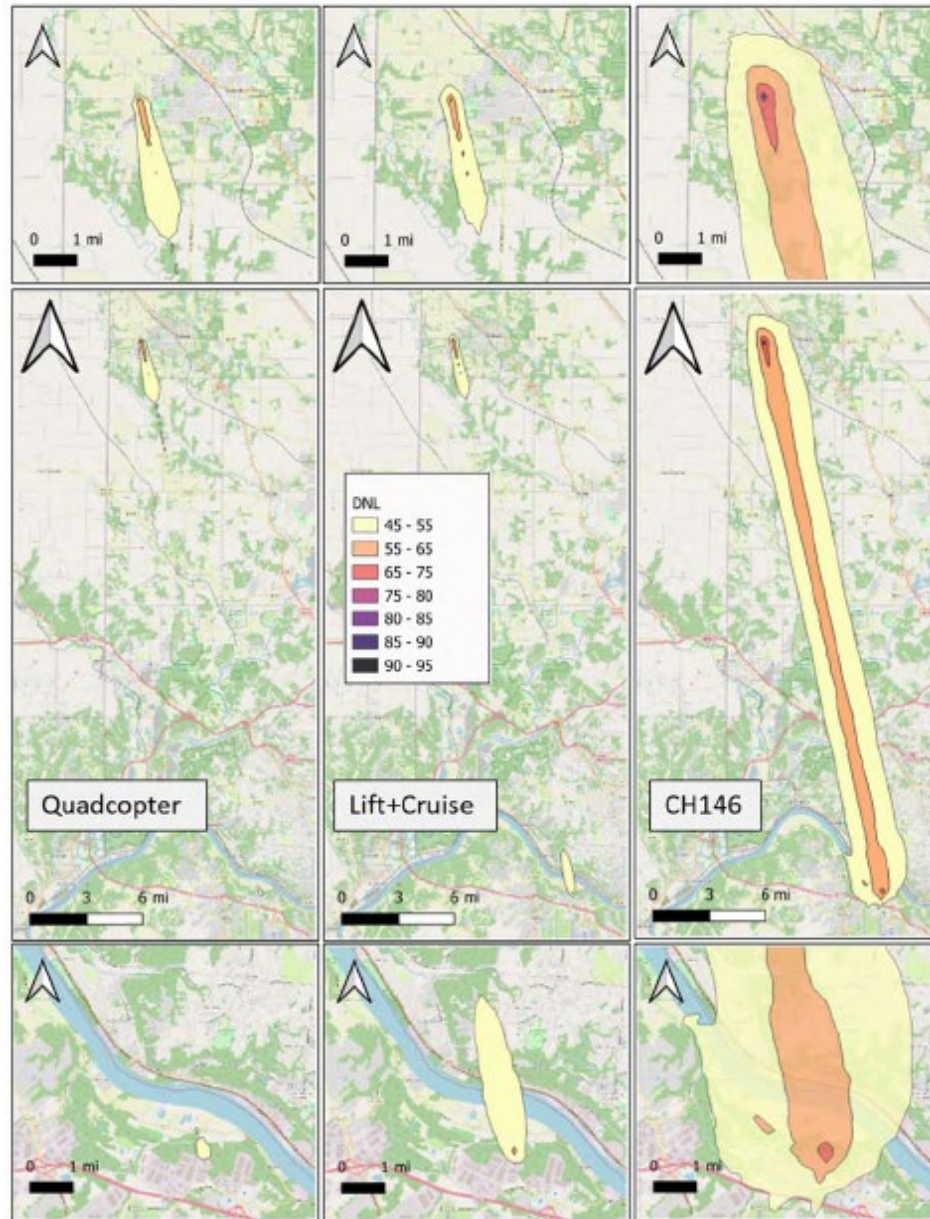 0 1 mi
0 1 mi
0 1 mi
DNL
45 - 55
55 - 65
65 - 75
75 - 80
80 - 85
85 - 90
90 - 95
Quadcopter
Lift+Cruise
CH146
0 3 6 mi
0 3 6 mi
0 3 6 mi
0 1 mi
0 1 mi
0 1 mi